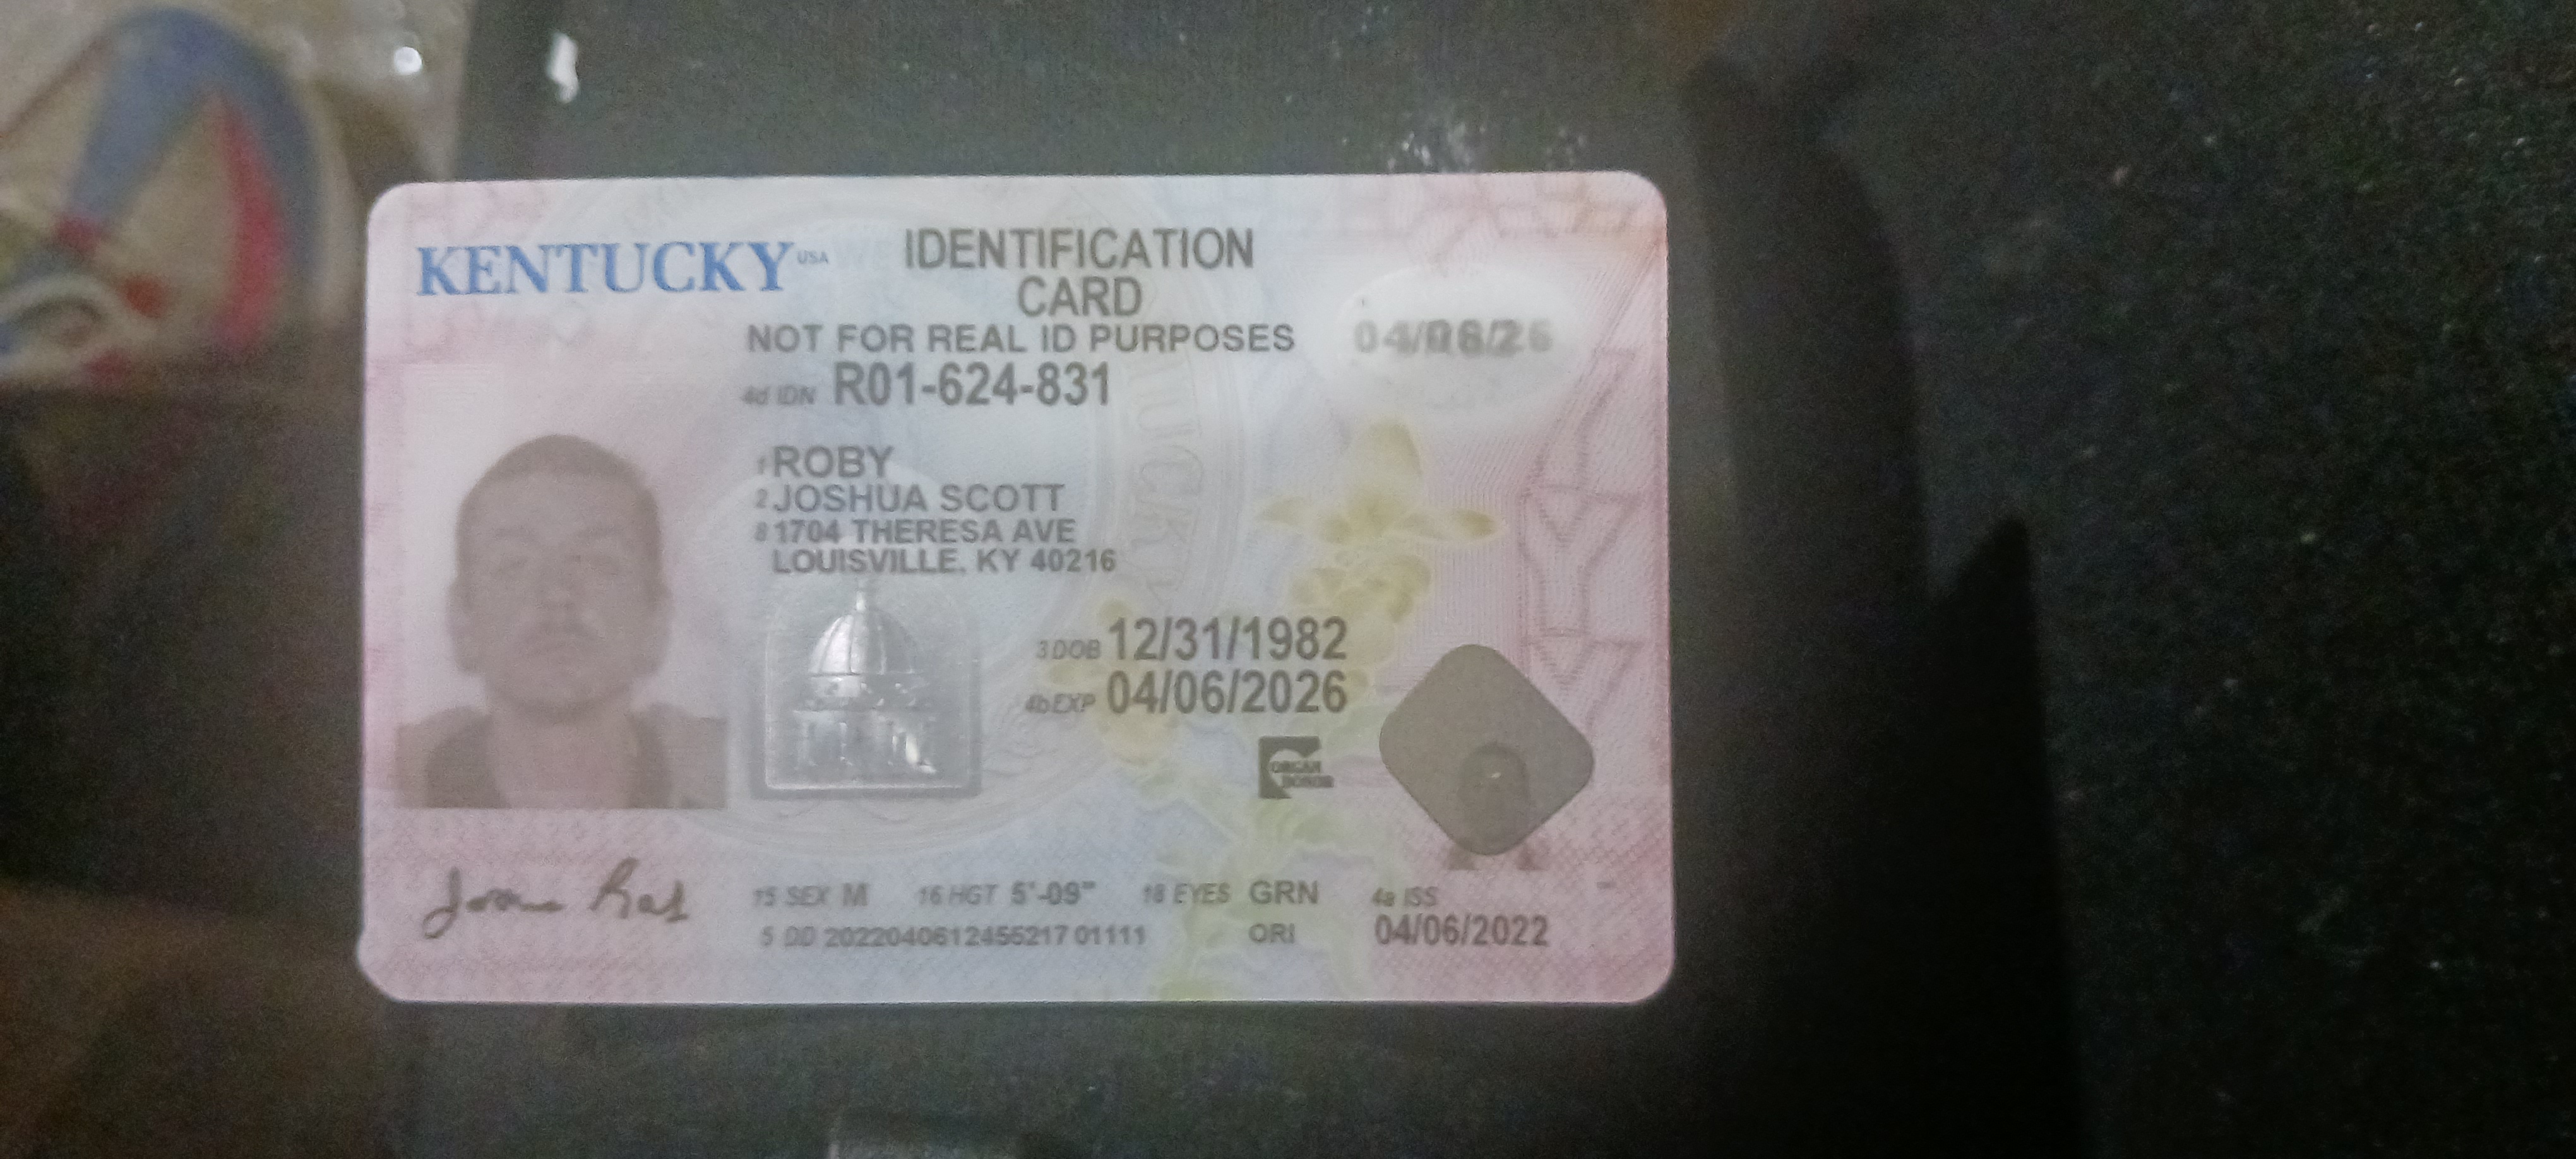 KENTUCKY USA
IDENTIFICATION
CARD
NOT FOR REAL ID PURPOSES
04/06/26
4d IDN R01-624-831
1 ROBY
2 JOSHUA SCOTT
8 1704 THERESA AVE
LOUISVILLE, KY 40216
3 DOB 12/31/1982
4b EXP 04/06/2026
ORGAN
DONOR
15 SEX M 16 HGT 5'-09" 18 EYES GRN 4a ISS
5 DD 2022040612456217 01111 ORI 04/06/2022